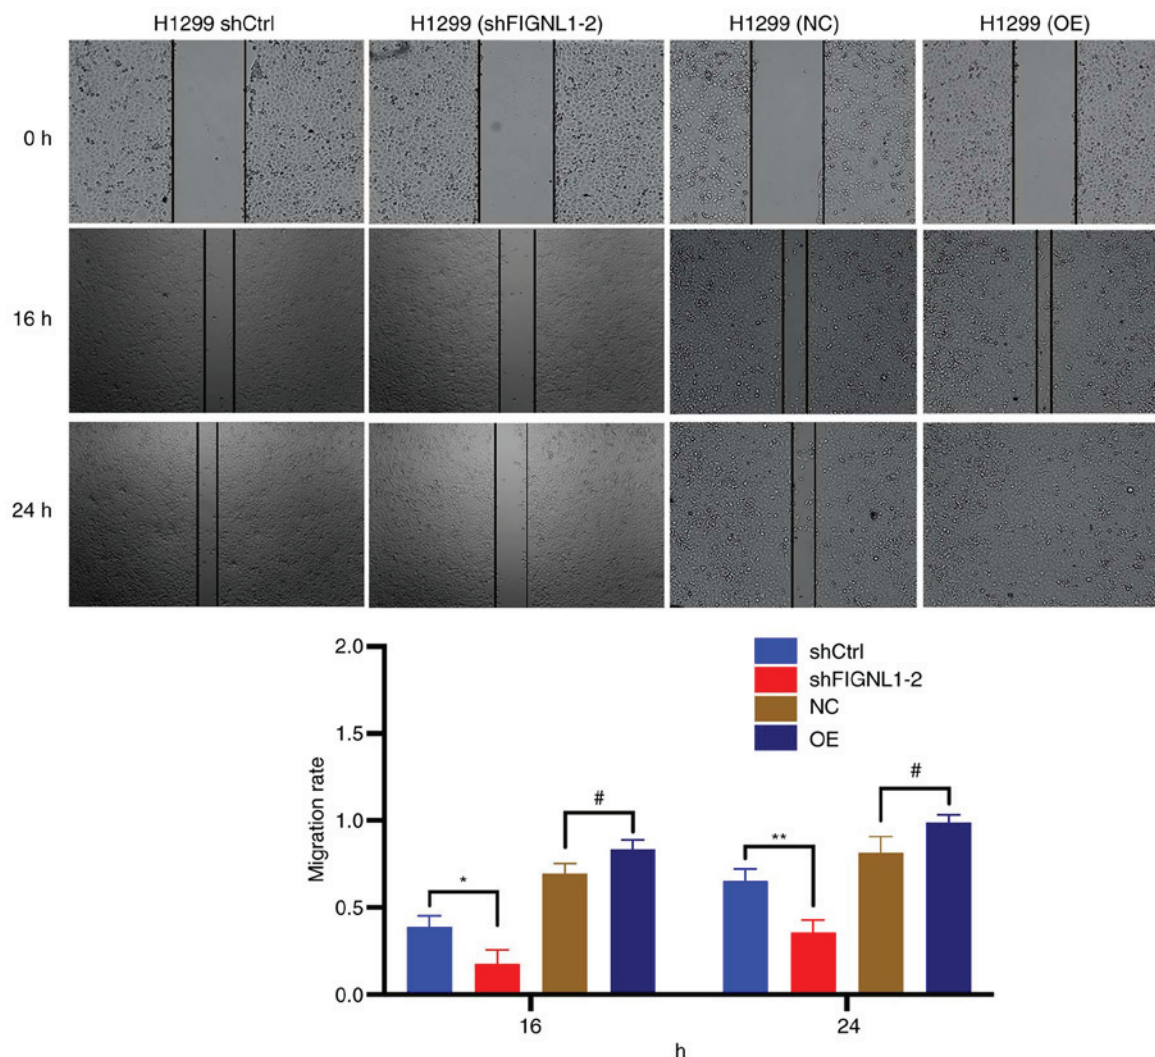 H1299 shCtrl H1299 (shFIGNL1-2) H1299 (NC) H1299 (OE)
0 h
16 h
24 h
2.0
1.5
1.0
0.5
0.0
Migration rate
shCtrl
shFIGNL1-2
NC
OE
* # ** #
16 24
h